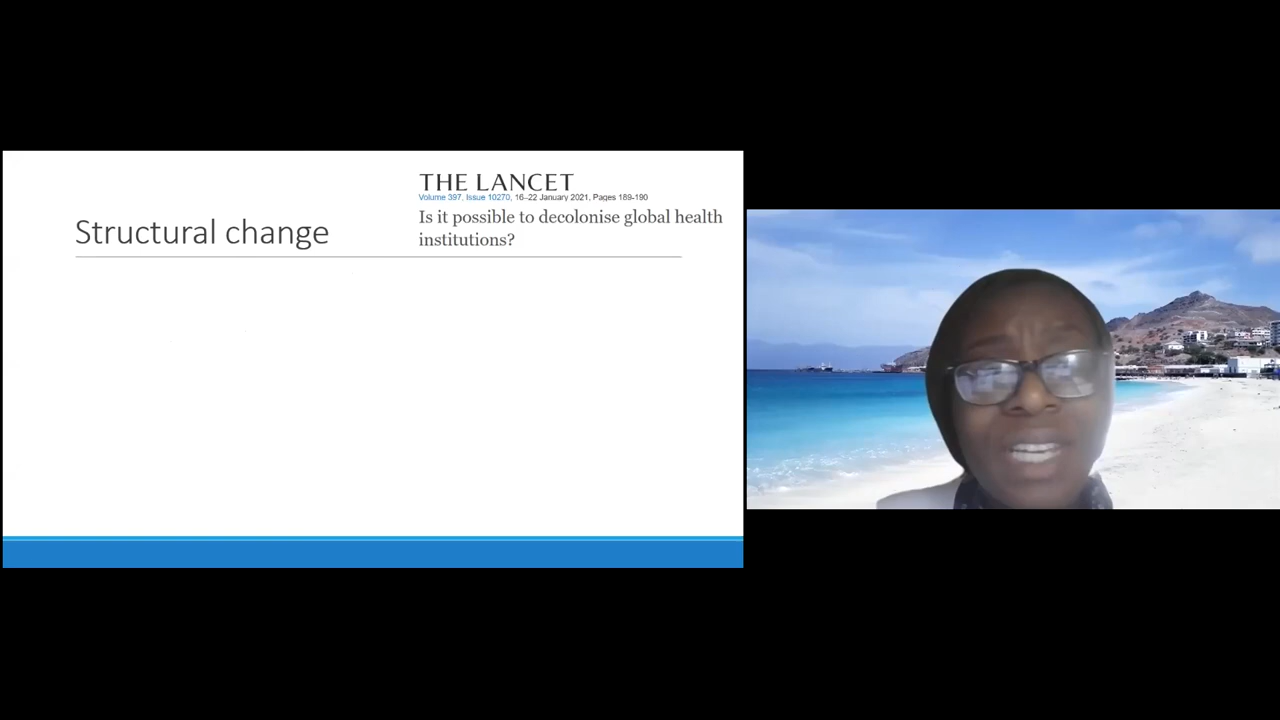 THE LANCET
Volume 397, Issue 10270, 16–22 January 2021, Pages 189-190
Is it possible to decolonise global health
institutions?
Structural change